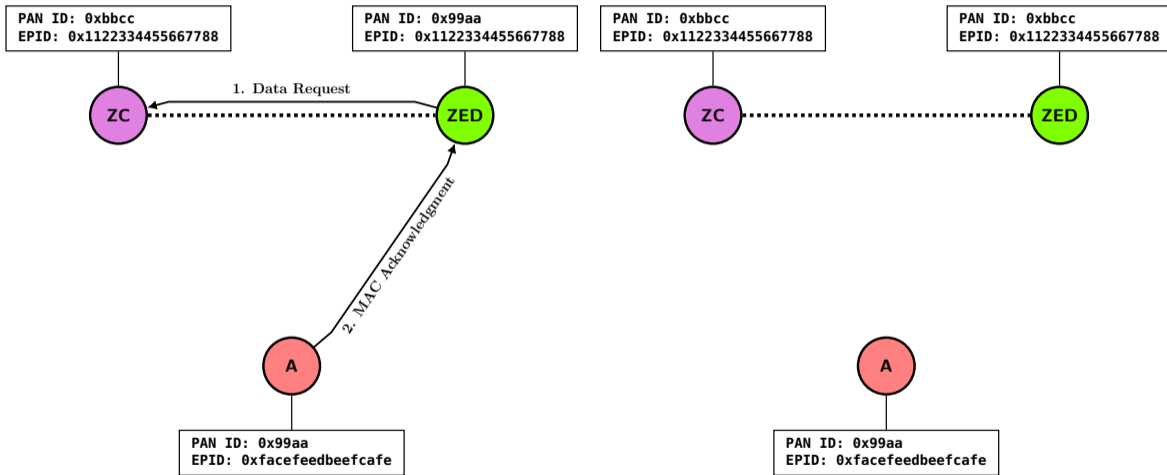 PAN ID: 0xbbcc
EPID: 0x1122334455667788
PAN ID: 0x99aa
EPID: 0x1122334455667788
1. Data Request
ZC
ZED
2. MAC Acknowledgment
A
PAN ID: 0x99aa
EPID: 0xfacefeedbeefcafe
PAN ID: 0xbbcc
EPID: 0x1122334455667788
PAN ID: 0xbbcc
EPID: 0x1122334455667788
ZC
ZED
A
PAN ID: 0x99aa
EPID: 0xfacefeedbeefcafe